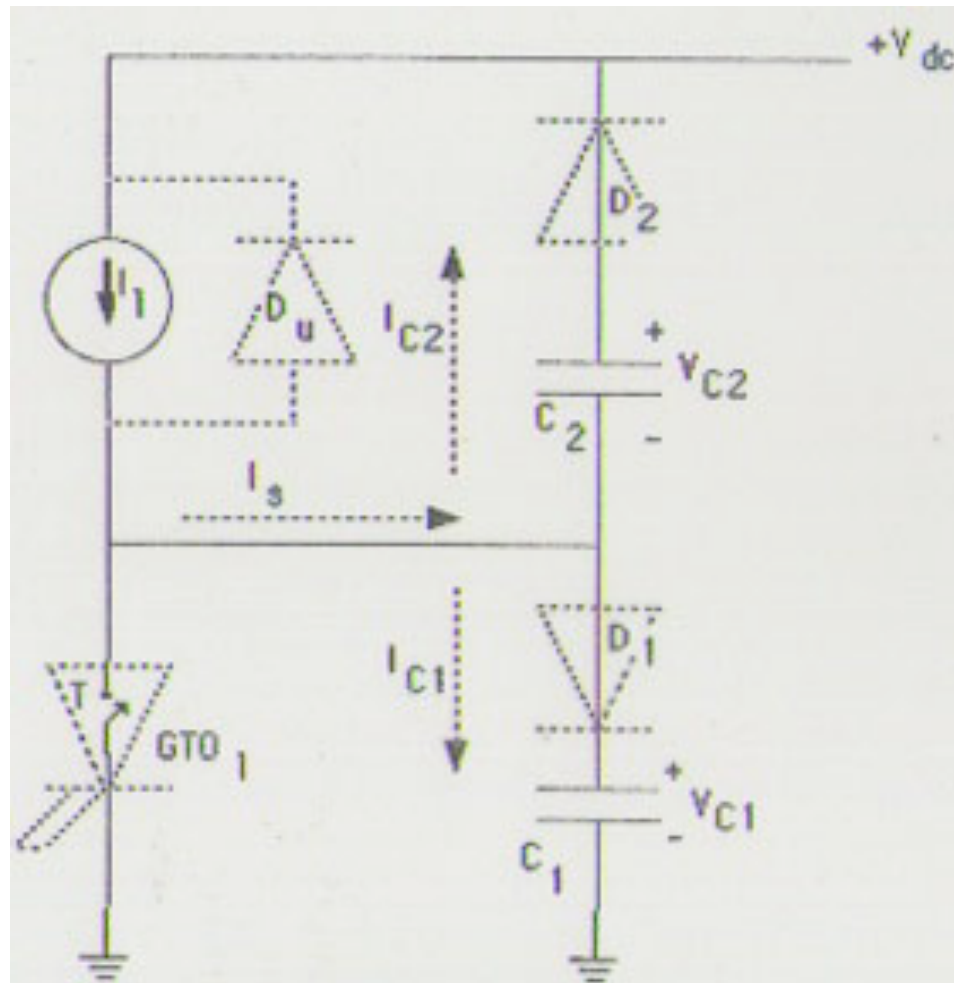 +V dc
D 2
I 1
D u
I C2
+
V C2
C 2
-
I s
D 1
I C1
T
GTO 1
+
V C1
-
C 1